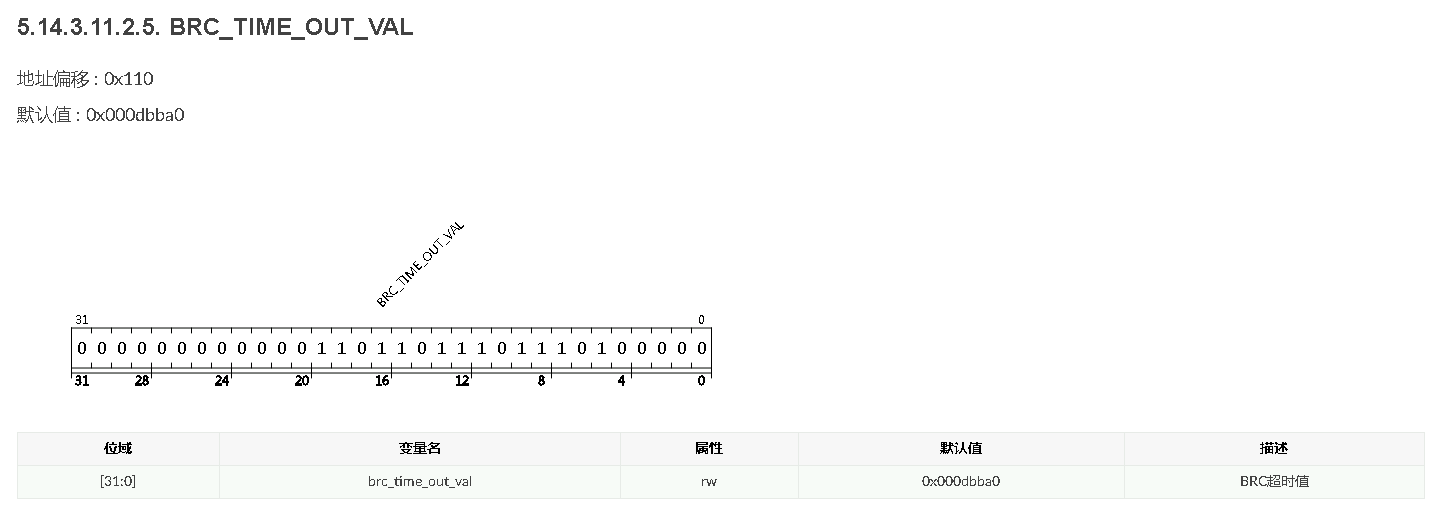 5.14.3.11.2.5. BRC_TIME_OUT_VAL
地址偏移 : 0x110
默认值 : 0x000dbba0
BRC_TIME_OUT_VAL
31 0
0 0 0 0 0 0 0 0 0 0 0 0 1 1 0 1 1 0 1 1 1 0 1 1 1 0 1 0 0 0 0 0
31 28 24 20 16 12 8 4 0
位域 变量名 属性 默认值 描述
[31:0] brc_time_out_val rw 0x000dbba0 BRC超时值